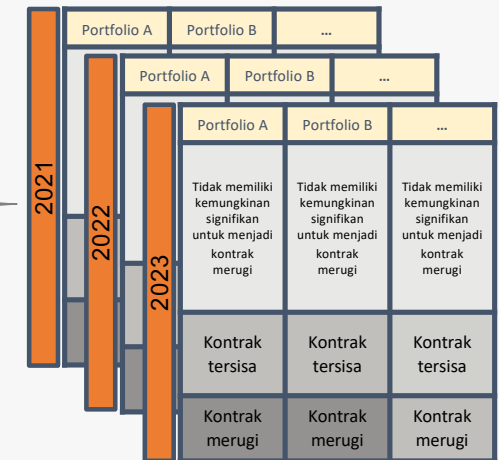 2021
Portfolio A
Portfolio B
...
2022
Portfolio A
Portfolio B
...
2023
Portfolio A
Portfolio B
...
Tidak memiliki
kemungkinan
signifikan
untuk menjadi
kontrak
merugi
Tidak memiliki
kemungkinan
signifikan
untuk menjadi
kontrak
merugi
Tidak memiliki
kemungkinan
signifikan
untuk menjadi
kontrak
merugi
Kontrak
tersisa
Kontrak
tersisa
Kontrak
tersisa
Kontrak
merugi
Kontrak
merugi
Kontrak
merugi